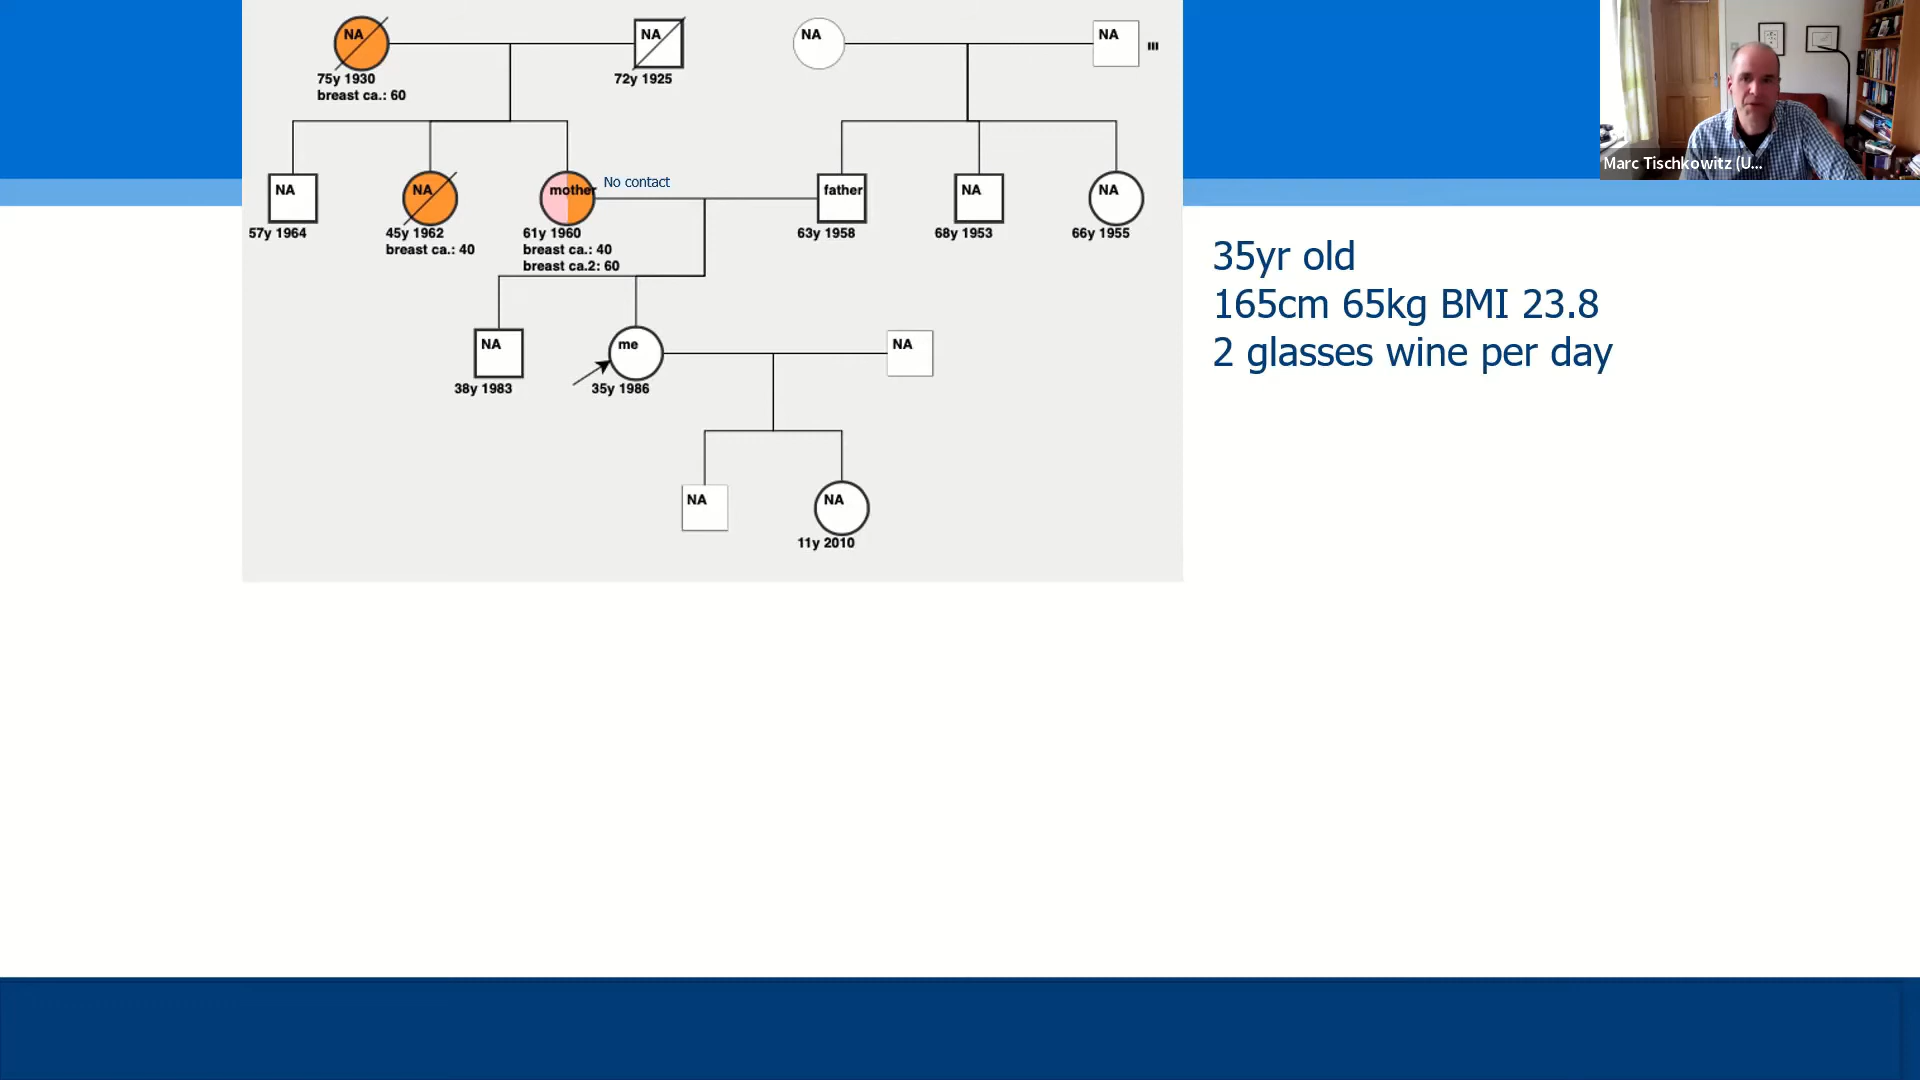 NA
NA
NA
NA
75y 1930
breast ca.: 60
72y 1925
NA
NA
mother
No contact
father
NA
NA
57y 1964
45y 1962
breast ca.: 40
61y 1960
breast ca.: 40
breast ca.2: 60
63y 1958
68y 1953
66y 1955
NA
me
NA
38y 1983
35y 1986
NA
NA
11y 2010
35yr old
165cm 65kg BMI 23.8
2 glasses wine per day
Marc Tischkowitz (U...